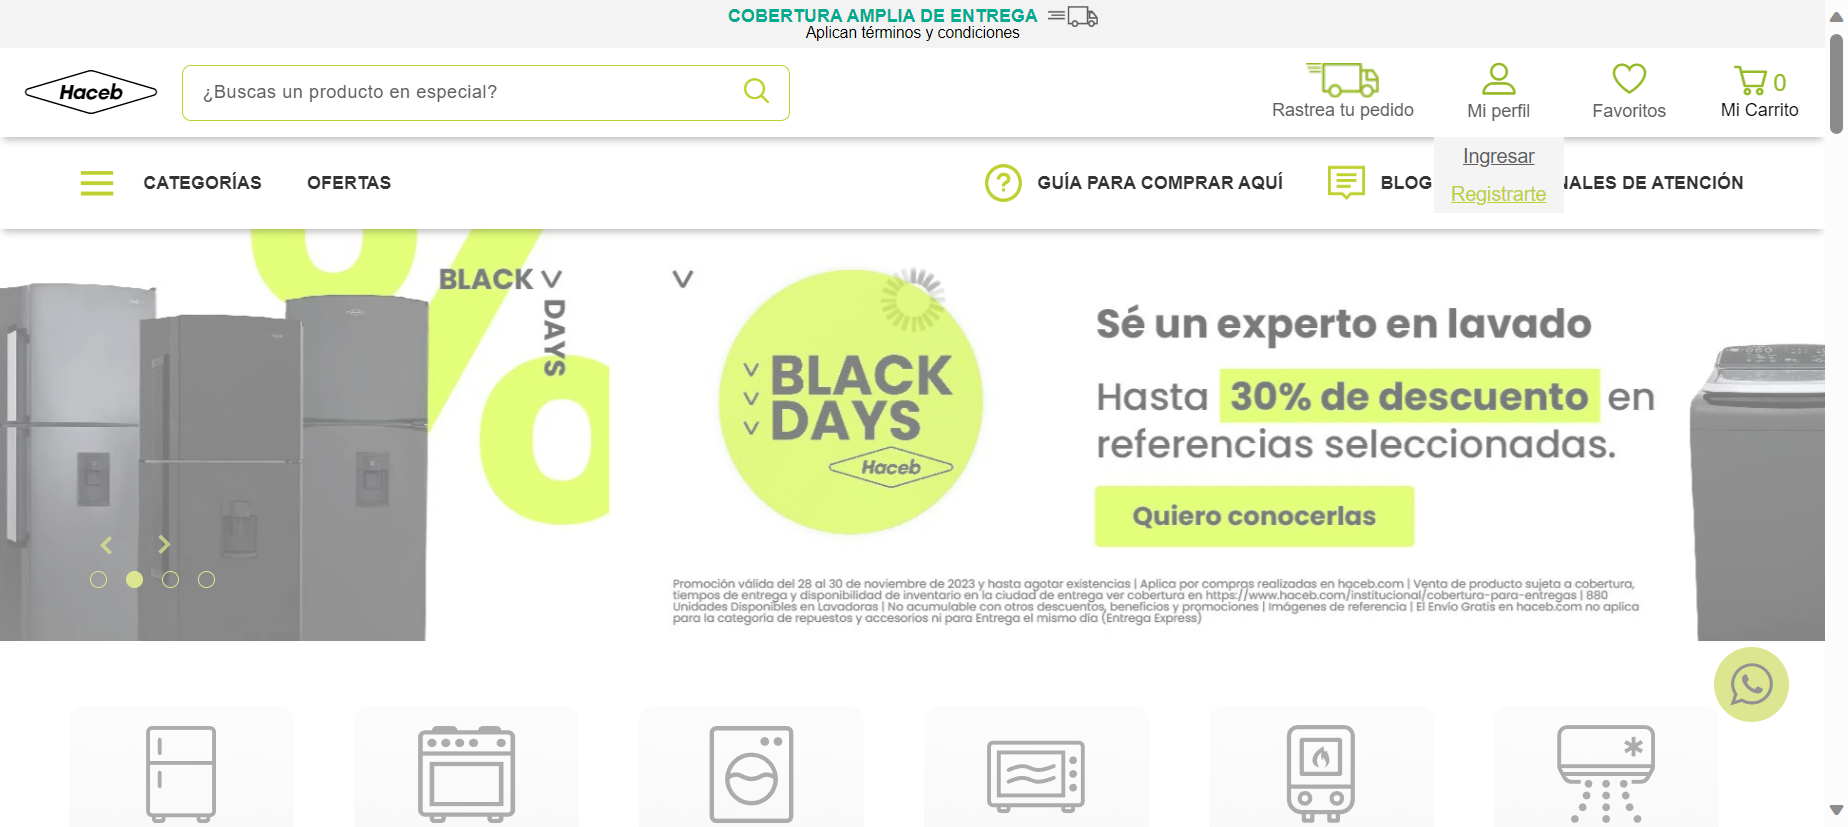 COBERTURA AMPLIA DE ENTREGA
Aplican términos y condiciones
Haceb
¿Buscas un producto en especial?
Rastrea tu pedido
Mi perfil
Favoritos
0
Mi Carrito
Ingresar
Registrarte
CATEGORÍAS
OFERTAS
GUÍA PARA COMPRAR AQUÍ
BLOG
NALES DE ATENCIÓN
%
BLACK
DAYS
BLACK
DAYS
Haceb
Sé un experto en lavado
Hasta 30% de descuento en
referencias seleccionadas.
Quiero conocerlas
Promoción válida del 28 al 30 de noviembre de 2023 y hasta agotar existencias | Aplica por compras realizadas en haceb.com | Venta de producto sujeta a cobertura,
tiempos de entrega y disponibilidad de inventario en la ciudad de entrega ver cobertura en https://www.haceb.com/institucional/cobertura-para-entregas | 880
Unidades Disponibles en Lavadoras | No acumulable con otros descuentos, beneficios y promociones | Imágenes de referencia | El Envío Gratis en haceb.com no aplica
para la categoría de repuestos y accesorios ni para Entrega el mismo día (Entrega Express)